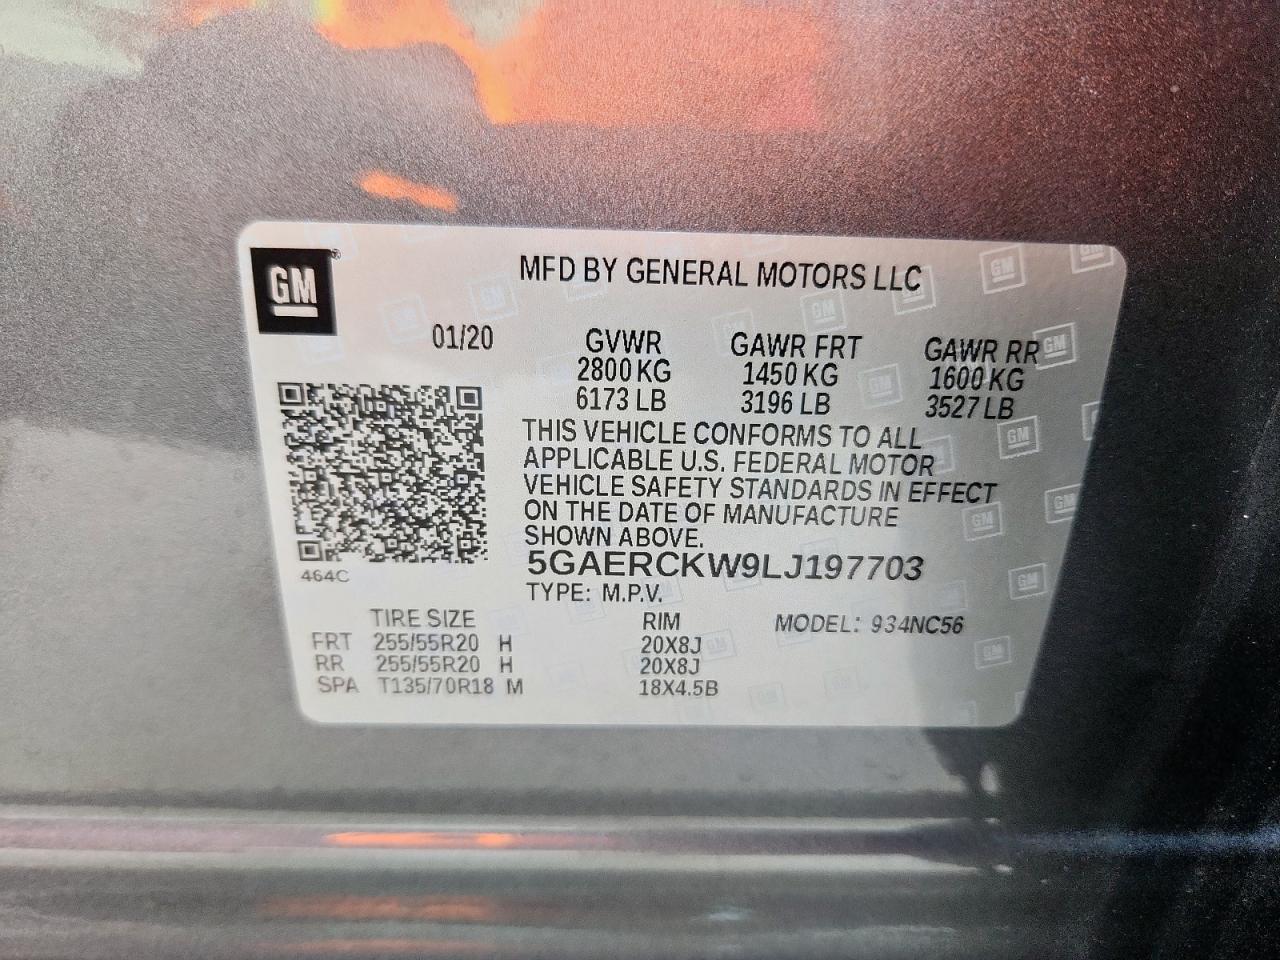 GM
MFD BY GENERAL MOTORS LLC
01/20 GVWR GAWR FRT GAWR RR
2800 KG 1450 KG 1600 KG
6173 LB 3196 LB 3527 LB
THIS VEHICLE CONFORMS TO ALL
APPLICABLE U.S. FEDERAL MOTOR
VEHICLE SAFETY STANDARDS IN EFFECT
ON THE DATE OF MANUFACTURE
SHOWN ABOVE.
464C
5GAERCKW9LJ197703
TYPE: M.P.V.
TIRE SIZE RIM MODEL: 934NC56
FRT 255/55R20 H 20X8J
RR 255/55R20 H 20X8J
SPA T135/70R18 M 18X4.5B